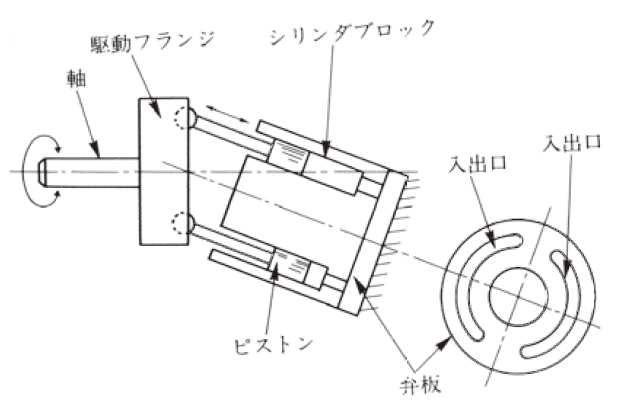 駆動フランジ
シリンダブロック
軸
入出口
入出口
ピストン
弁板